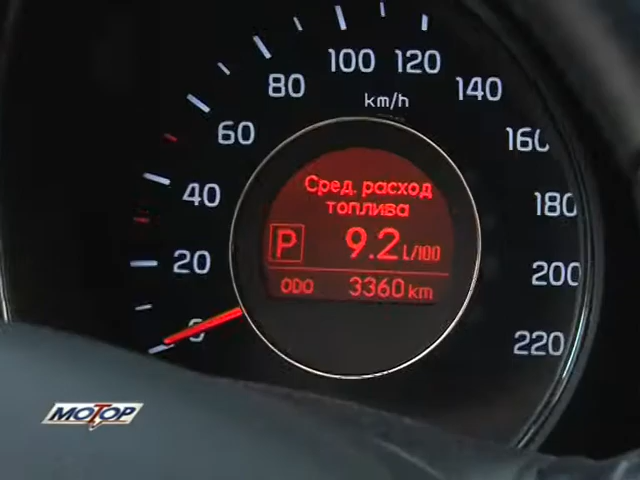 100 120
80 140
km/h
60 160
40 180
20 200
0 220
Сред. расход
топлива
P 9.2 L/100
ODO 3360 km
МОТОР